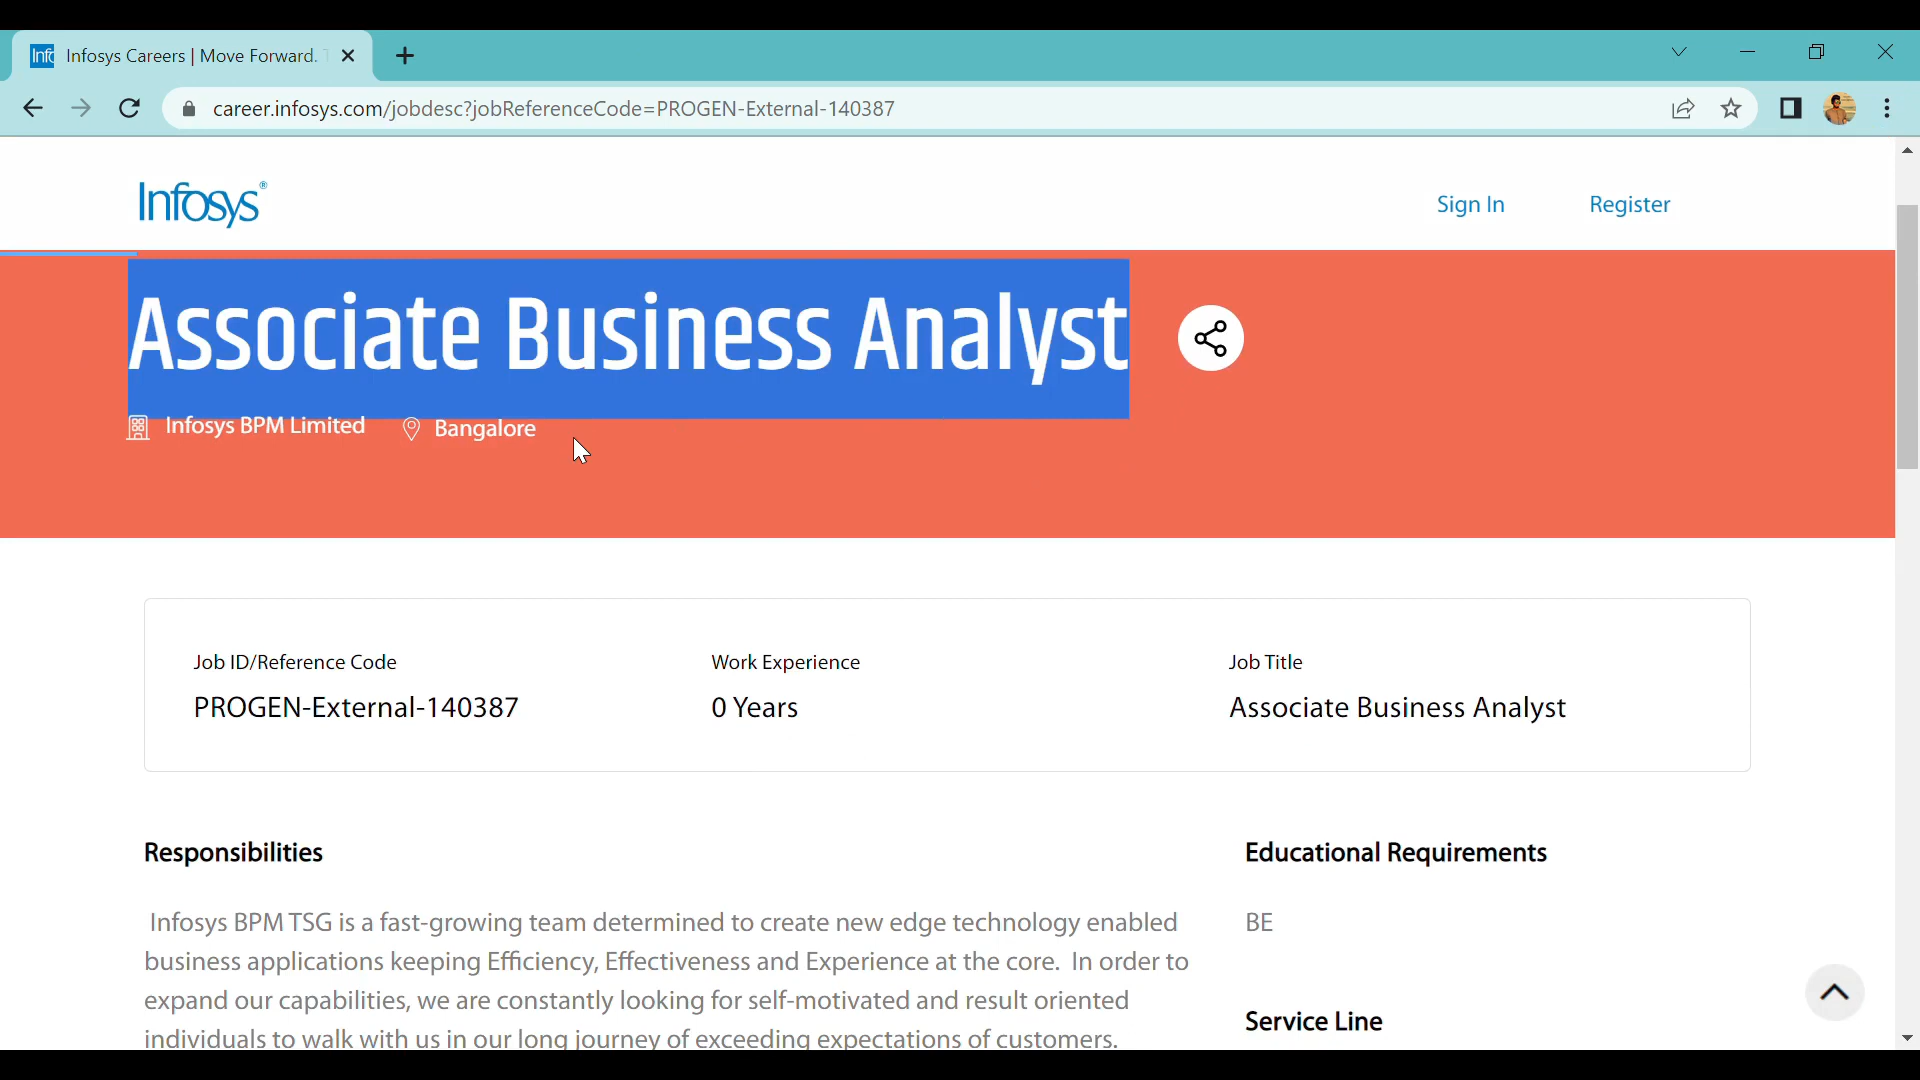 Infosys Careers | Move Forward.
career.infosys.com/jobdesc?jobReferenceCode=PROGEN-External-140387
Infosys®
Sign In
Register
Associate Business Analyst
Infosys BPM Limited
Bangalore
Job ID/Reference Code
Work Experience
Job Title
PROGEN-External-140387
0 Years
Associate Business Analyst
Responsibilities
Educational Requirements
Infosys BPM TSG is a fast-growing team determined to create new edge technology enabled
BE
business applications keeping Efficiency, Effectiveness and Experience at the core. In order to
expand our capabilities, we are constantly looking for self-motivated and result oriented
Service Line
individuals to walk with us in our long journey of exceeding expectations of customers.